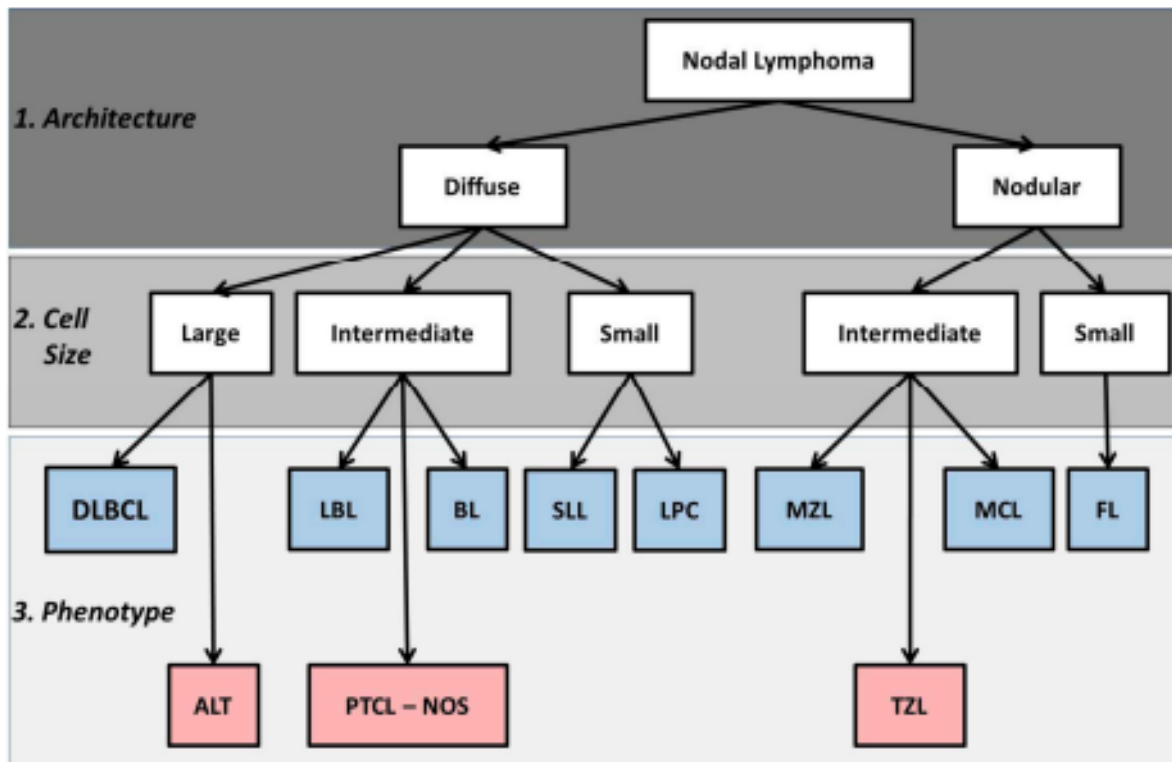 Nodal Lymphoma
1. Architecture
Diffuse
Nodular
2. Cell
Size
Large
Intermediate
Small
Intermediate
Small
DLBCL
LBL
BL
SLL
LPC
MZL
MCL
FL
3. Phenotype
ALT
PTCL – NOS
TZL